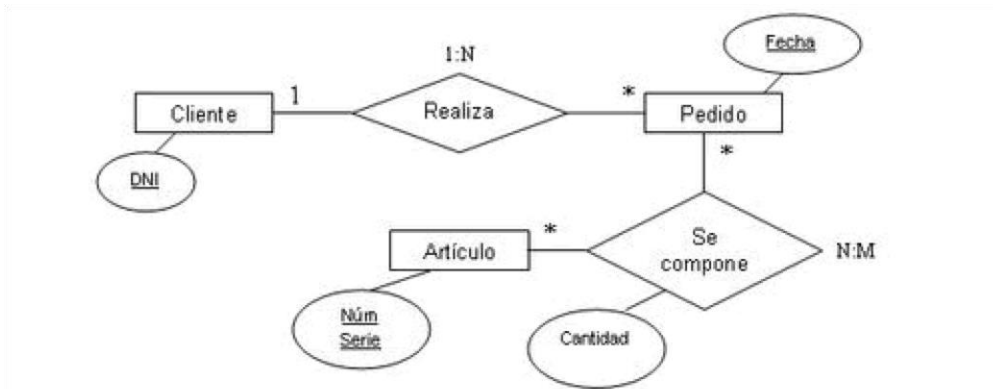 Fecha
1:N
Cliente
1
Realiza
*
Pedido
*
DNI
Artículo
*
Se
compone
N:M
Núm
Serie
Cantidad